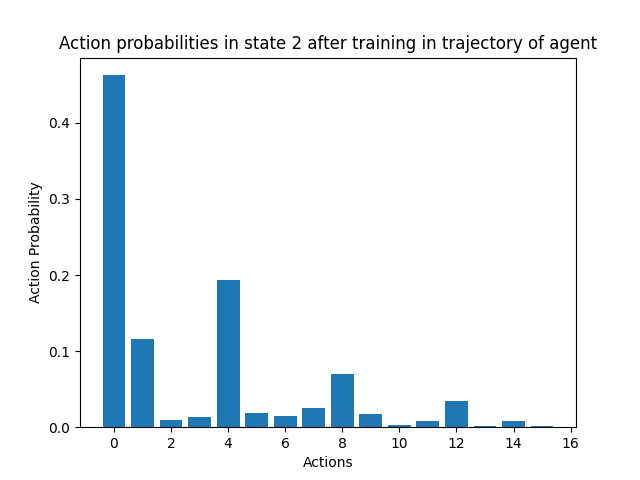 Action probabilities in state 2 after training in trajectory of agent
Action Probability
0.4
0.3
0.2
0.1
0.0
0 2 4 6 8 10 12 14 16
Actions